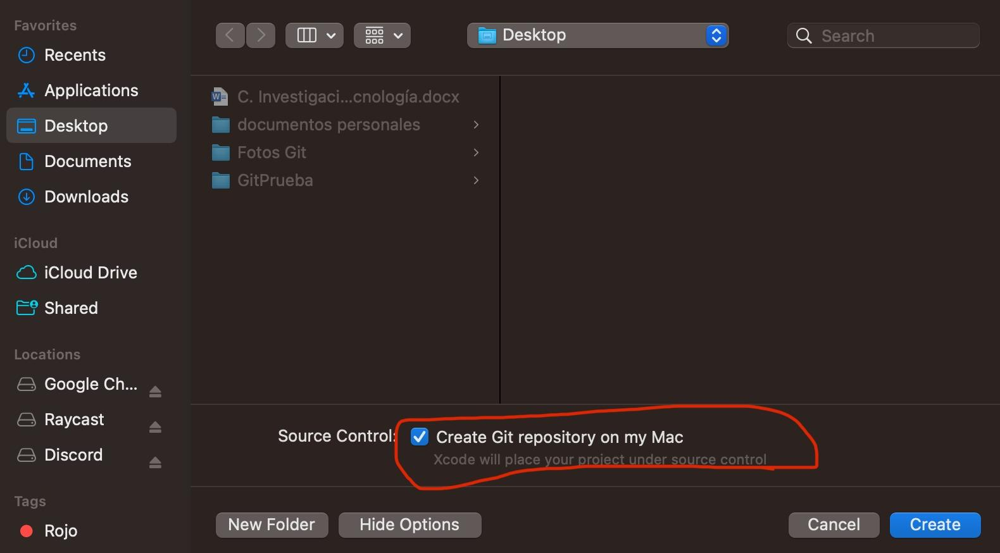 Favorites
Recents
Applications
Desktop
Documents
Downloads
iCloud
iCloud Drive
Shared
Locations
Google Ch...
Raycast
Discord
Tags
Rojo
Desktop
Search
W
C. Investigaci...cnología.docx
documentos personales
Fotos Git
GitPrueba
Source Control:
Create Git repository on my Mac
Xcode will place your project under source control
New Folder
Hide Options
Cancel
Create